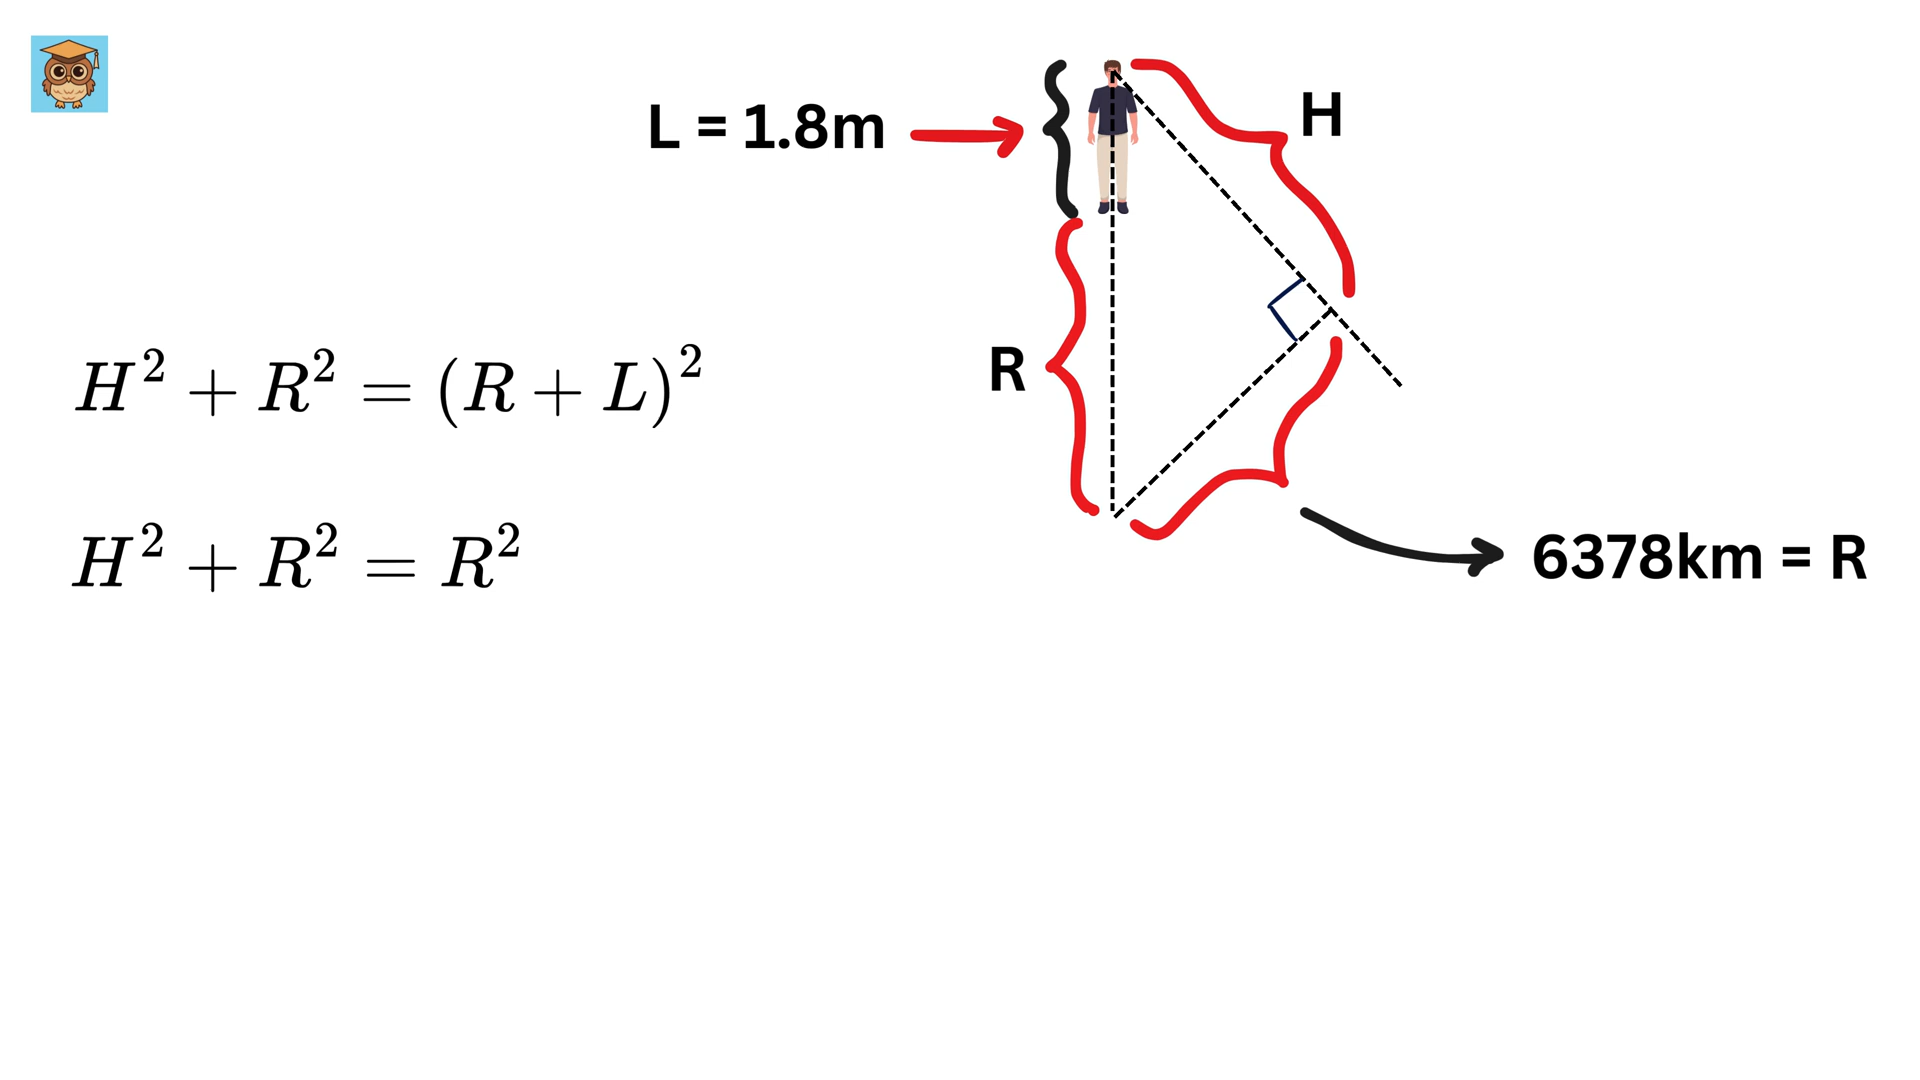 L = 1.8m
H
R
H² + R² = (R + L)²
H² + R² = R²
6378km = R